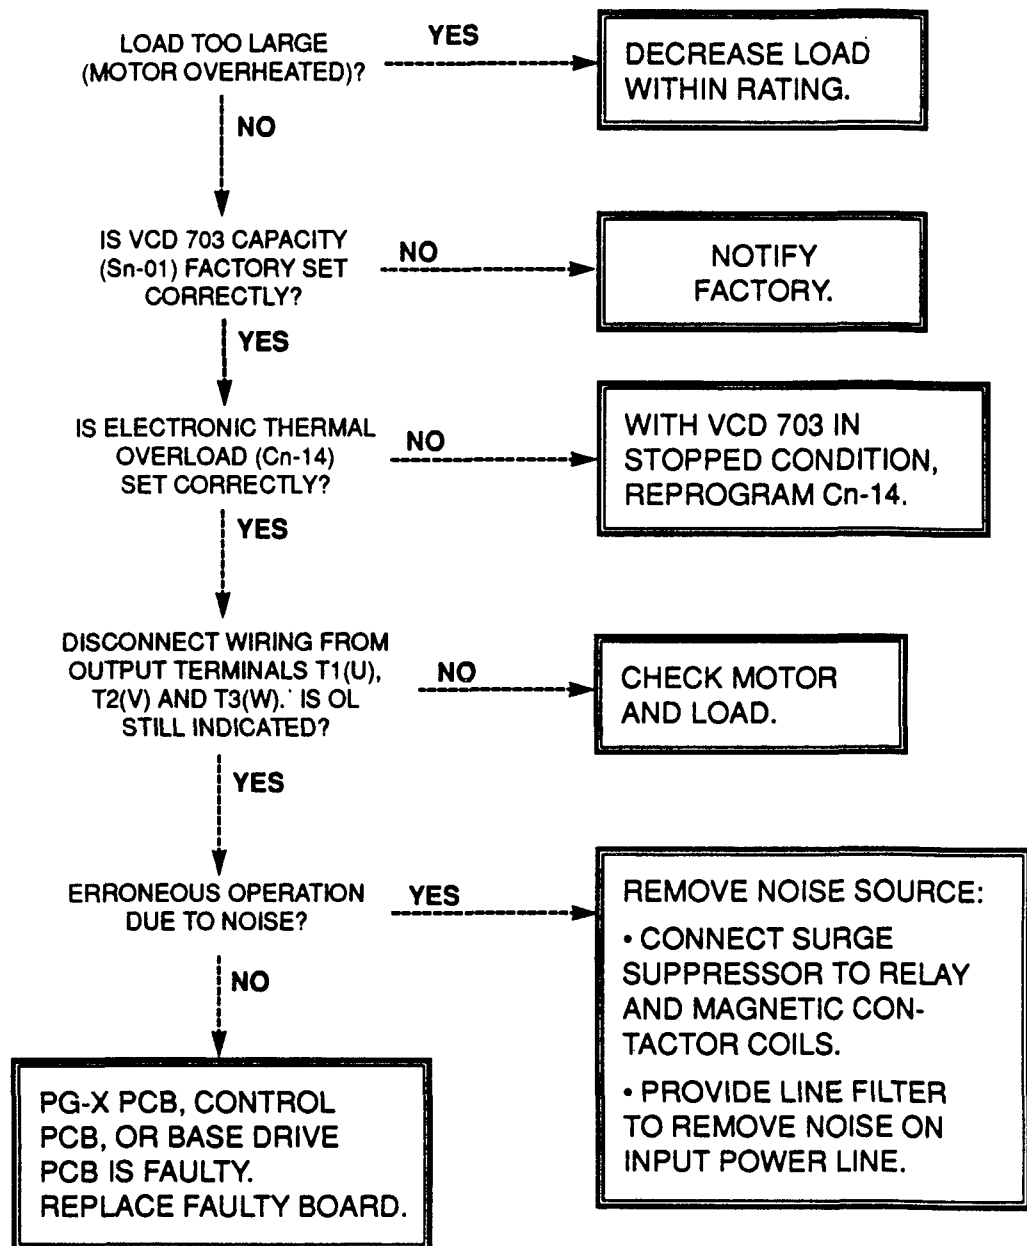 LOAD TOO LARGE
(MOTOR OVERHEATED)?
YES
DECREASE LOAD
WITHIN RATING.
NO
IS VCD 703 CAPACITY
(Sn-01) FACTORY SET
CORRECTLY?
NO
NOTIFY
FACTORY.
YES
IS ELECTRONIC THERMAL
OVERLOAD (Cn-14)
SET CORRECTLY?
NO
WITH VCD 703 IN
STOPPED CONDITION,
REPROGRAM Cn-14.
YES
DISCONNECT WIRING FROM
OUTPUT TERMINALS T1(U),
T2(V) AND T3(W). IS OL
STILL INDICATED?
NO
CHECK MOTOR
AND LOAD.
YES
ERRONEOUS OPERATION
DUE TO NOISE?
YES
REMOVE NOISE SOURCE:
• CONNECT SURGE
SUPPRESSOR TO RELAY
AND MAGNETIC CON-
TACTOR COILS.
• PROVIDE LINE FILTER
TO REMOVE NOISE ON
INPUT POWER LINE.
NO
PG-X PCB, CONTROL
PCB, OR BASE DRIVE
PCB IS FAULTY.
REPLACE FAULTY BOARD.